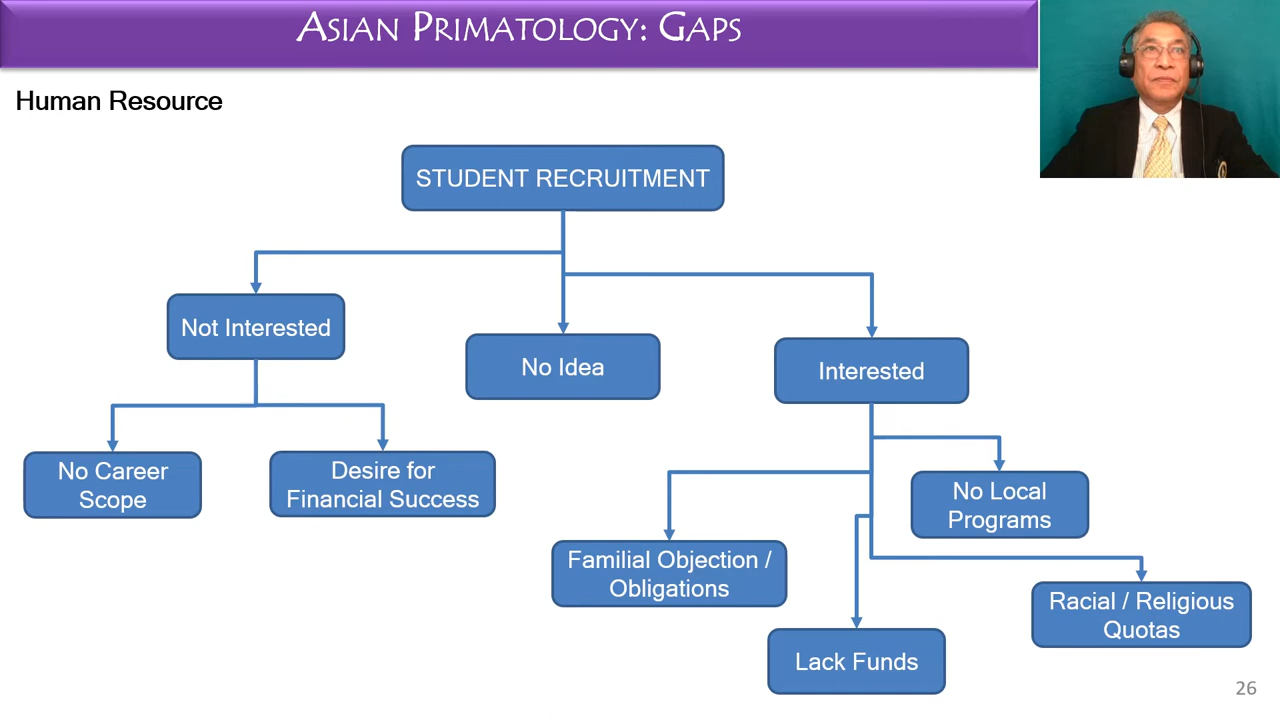 ASIAN PRIMATOLOGY: GAPS
Human Resource
STUDENT RECRUITMENT
Not Interested
No Idea
Interested
No Career
Scope
Desire for
Financial Success
No Local
Programs
Familial Objection /
Obligations
Racial / Religious
Quotas
Lack Funds
26